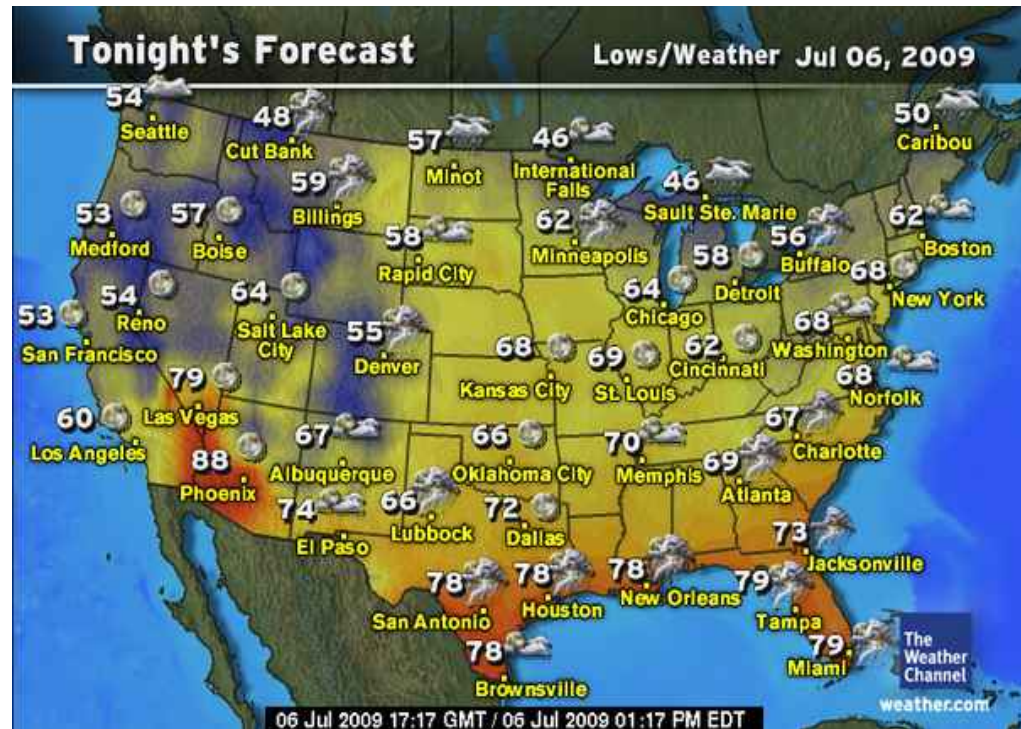 Tonight's Forecast
Lows/Weather Jul 06, 2009
54
Seattle
48
Cut Bank
57
Minot
46
International
Falls
50
Caribou
59
Billings
46
Sault Ste. Marie
53
Medford
57
Boise
58
Rapid City
62
Minneapolis
58
Detroit
56
Buffalo
62
Boston
53
San Francisco
54
Reno
64
Salt Lake
City
55
Denver
68
Kansas City
64
Chicago
69
St. Louis
62
Cincinnati
68
New York
68
Washington
79
Las Vegas
68
Norfolk
60
Los Angeles
88
Phoenix
67
Albuquerque
66
Oklahoma City
70
Memphis
67
Charlotte
69
Atlanta
74
El Paso
66
Lubbock
72
Dallas
73
Jacksonville
78
San Antonio
78
Houston
78
New Orleans
79
Tampa
78
Brownsville
79
Miami
The
Weather
Channel
weather.com
06 Jul 2009 17:17 GMT / 06 Jul 2009 01:17 PM EDT